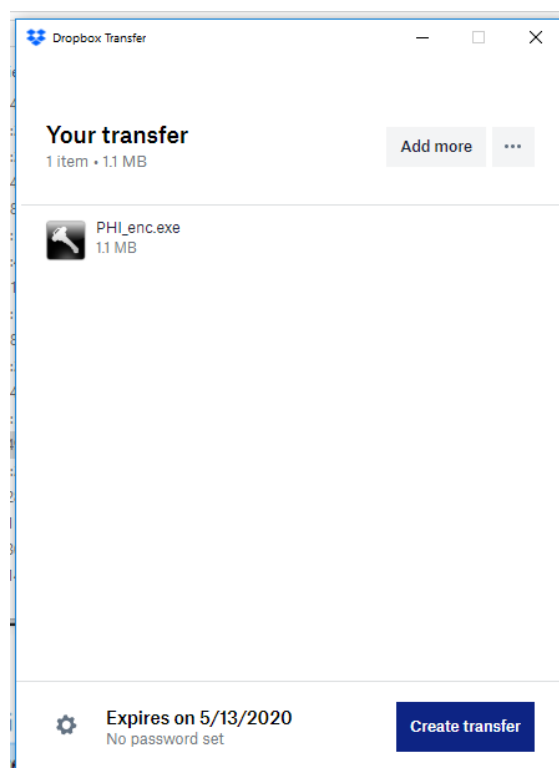 Dropbox Transfer
Your transfer
1 item • 1.1 MB
Add more
PHI_enc.exe
1.1 MB
Expires on 5/13/2020
No password set
Create transfer